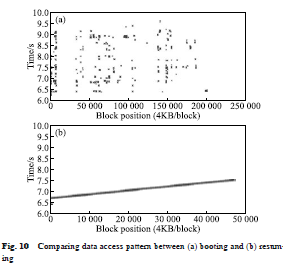 (a)
10.0
9.5
9.0
8.5
8.0
7.5
7.0
6.5
6.0
Time/s
0 50 000 100 000 150 000 200 000 250 000
Block position (4KB/block)
(b)
10.0
9.5
9.0
8.5
8.0
7.5
7.0
6.5
6.0
Time/s
0 10 000 20 000 30 000 40 000 50 000
Block position (4KB/block)
Fig. 10 Comparing data access pattern between (a) booting and (b) resum-
ing